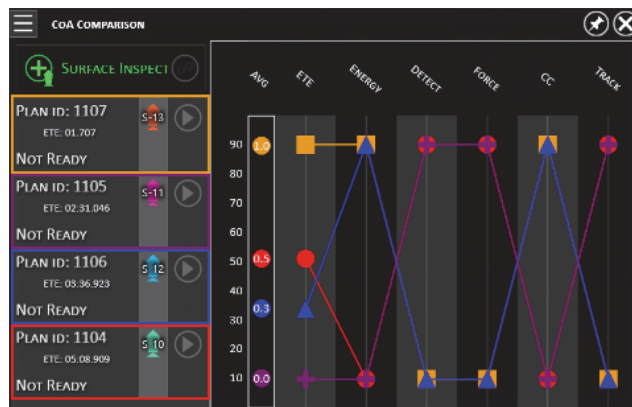 CoA Comparison
Surface Inspect
AVG
ETE
ENERGY
DETECT
FORCE
CC
TRACK
Plan id: 1107
S-13
ETE: 01.707
Not Ready
Plan id: 1105
S-11
ETE: 02:31.046
Not Ready
Plan id: 1106
S-12
ETE: 03:36.923
Not Ready
Plan id: 1104
S-10
ETE: 05:08.909
Not Ready
90
80
70
60
50
40
30
20
10
1.0
0.5
0.3
0.0